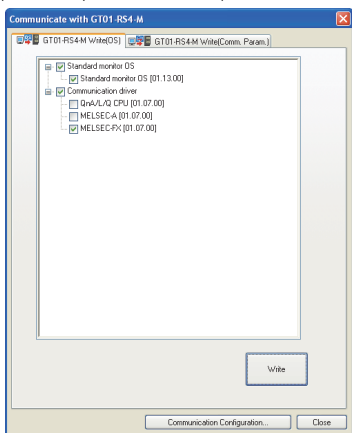 Communicate with GT01-RS4-M
GT01-RS4-M Write(OS) GT01-RS4-M Write(Comm. Param.)
Standard monitor OS
Standard monitor OS [01.13.00]
Communication driver
QnA/L/Q CPU [01.07.00]
MELSEC-A [01.07.00]
MELSEC-FX [01.07.00]
Write
Communication Configuration... Close